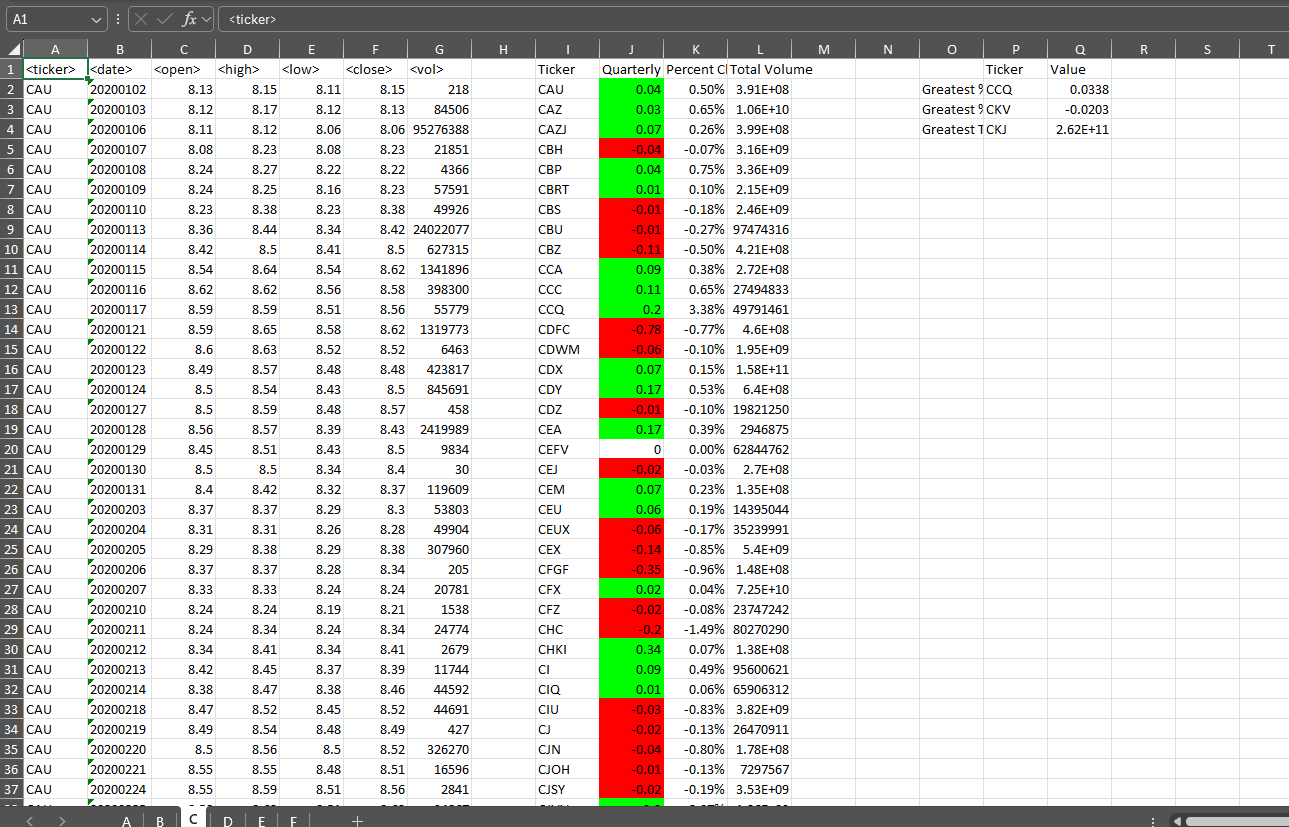 A1 fx <ticker>
A B C D E F G H I J K L M N O P Q R S T
1 <ticker> <date> <open> <high> <low> <close> <vol> Ticker Quarterly Percent Cl Total Volume Ticker Value
2 CAU 20200102 8.13 8.15 8.11 8.15 218 CAU 0.04 0.50% 3.91E+08 Greatest % CCQ 0.0338
3 CAU 20200103 8.12 8.17 8.12 8.13 84506 CAZ 0.03 0.65% 1.06E+10 Greatest % CKV -0.0203
4 CAU 20200106 8.11 8.12 8.06 8.06 95276388 CAZJ 0.07 0.26% 3.99E+08 Greatest T CKJ 2.62E+11
5 CAU 20200107 8.08 8.23 8.08 8.23 21851 CBH -0.04 -0.07% 3.16E+09
6 CAU 20200108 8.24 8.27 8.22 8.22 4366 CBP 0.04 0.75% 3.36E+09
7 CAU 20200109 8.24 8.25 8.16 8.23 57591 CBRT 0.01 0.10% 2.15E+09
8 CAU 20200110 8.23 8.38 8.23 8.38 49926 CBS -0.01 -0.18% 2.46E+09
9 CAU 20200113 8.36 8.44 8.34 8.42 24022077 CBU -0.01 -0.27% 97474316
10 CAU 20200114 8.42 8.5 8.41 8.5 627315 CBZ -0.11 -0.50% 4.21E+08
11 CAU 20200115 8.54 8.64 8.54 8.62 1341896 CCA 0.09 0.38% 2.72E+08
12 CAU 20200116 8.62 8.62 8.56 8.58 398300 CCC 0.11 0.65% 27494833
13 CAU 20200117 8.59 8.59 8.51 8.56 55779 CCQ 0.2 3.38% 49791461
14 CAU 20200121 8.59 8.65 8.58 8.62 1319773 CDFC -0.78 -0.77% 4.6E+08
15 CAU 20200122 8.6 8.63 8.52 8.52 6463 CDWM -0.06 -0.10% 1.95E+09
16 CAU 20200123 8.49 8.57 8.48 8.48 423817 CDX 0.07 0.15% 1.58E+11
17 CAU 20200124 8.5 8.54 8.43 8.5 845691 CDY 0.17 0.53% 6.4E+08
18 CAU 20200127 8.5 8.59 8.48 8.57 458 CDZ -0.01 -0.10% 19821250
19 CAU 20200128 8.56 8.57 8.39 8.43 2419989 CEA 0.17 0.39% 2946875
20 CAU 20200129 8.45 8.51 8.43 8.5 9834 CEFV 0 0.00% 62844762
21 CAU 20200130 8.5 8.5 8.34 8.4 30 CEJ -0.02 -0.03% 2.7E+08
22 CAU 20200131 8.4 8.42 8.32 8.37 119609 CEM 0.07 0.23% 1.35E+08
23 CAU 20200203 8.37 8.37 8.29 8.3 53803 CEU 0.06 0.19% 14395044
24 CAU 20200204 8.31 8.31 8.26 8.28 49904 CEUX -0.06 -0.17% 35239991
25 CAU 20200205 8.29 8.38 8.29 8.38 307960 CEX -0.14 -0.85% 5.4E+09
26 CAU 20200206 8.37 8.37 8.28 8.34 205 CFGF -0.35 -0.96% 1.48E+08
27 CAU 20200207 8.33 8.33 8.24 8.24 20781 CFX 0.02 0.04% 7.25E+10
28 CAU 20200210 8.24 8.24 8.19 8.21 1538 CFZ -0.02 -0.08% 23747242
29 CAU 20200211 8.24 8.34 8.24 8.34 24774 CHC -0.2 -1.49% 80270290
30 CAU 20200212 8.34 8.41 8.34 8.41 2679 CHKI 0.34 0.07% 1.38E+08
31 CAU 20200213 8.42 8.45 8.37 8.39 11744 CI 0.09 0.49% 95600621
32 CAU 20200214 8.38 8.47 8.38 8.46 44592 CIQ 0.01 0.06% 65906312
33 CAU 20200218 8.47 8.52 8.45 8.52 44691 CIU -0.03 -0.83% 3.82E+09
34 CAU 20200219 8.49 8.54 8.48 8.49 427 CJ -0.02 -0.13% 26470911
35 CAU 20200220 8.5 8.56 8.5 8.52 326270 CJN -0.04 -0.80% 1.78E+08
36 CAU 20200221 8.55 8.55 8.48 8.51 16596 CJOH -0.01 -0.13% 7297567
37 CAU 20200224 8.55 8.59 8.51 8.56 2841 CJSY -0.02 -0.19% 3.53E+09
A B C D E F